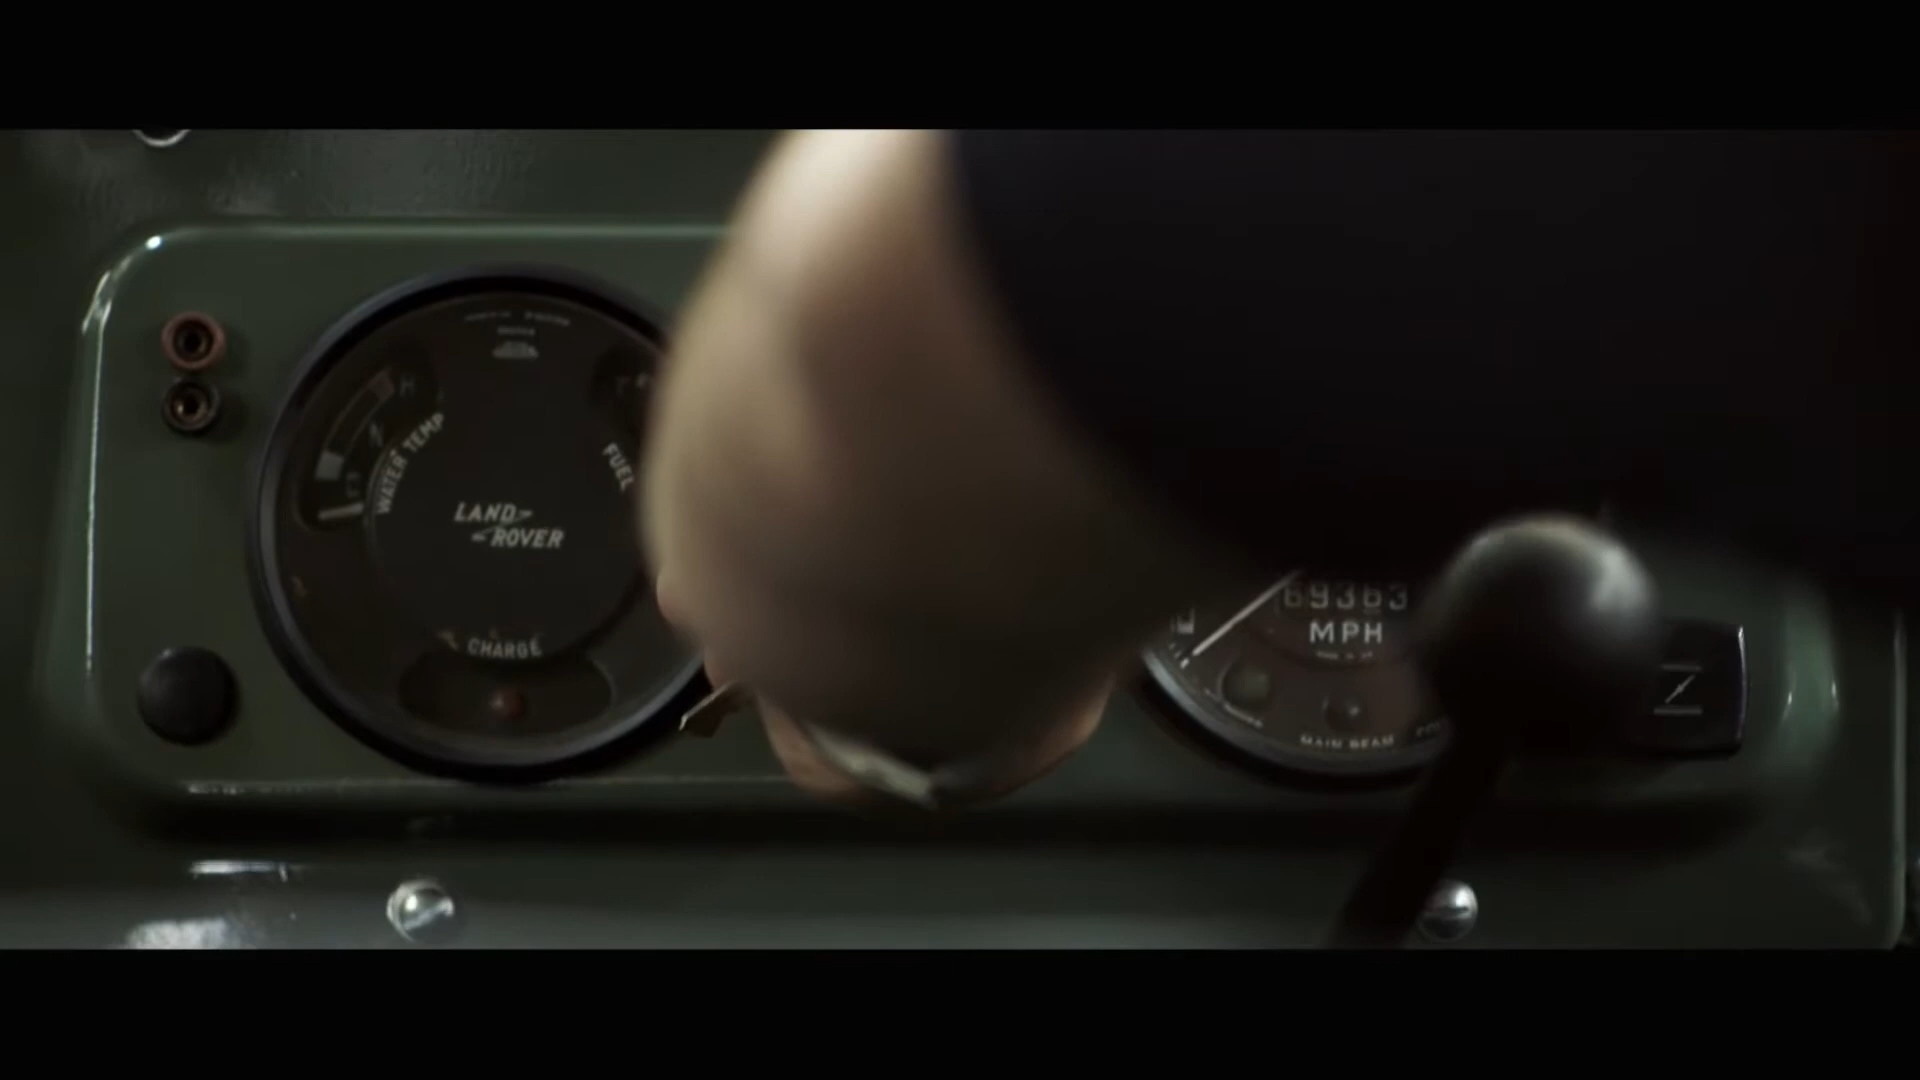 H
WATER TEMP
FUEL
LAND
ROVER
CHARGE
69363
MPH
MAIN BEAM